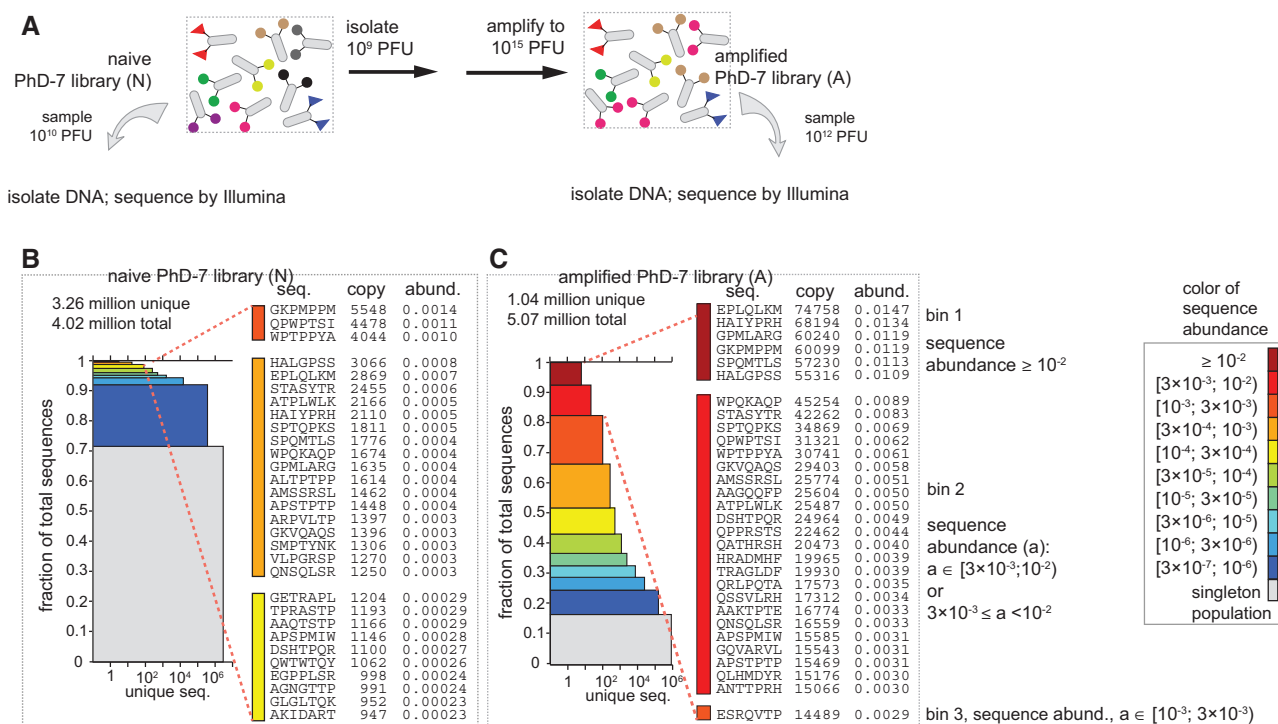 A
naive
PhD-7 library (N)
isolate
10⁹ PFU
amplify to
10¹⁵ PFU
amplified
PhD-7 library (A)
sample
10¹⁰ PFU
sample
10¹² PFU
isolate DNA; sequence by Illumina
isolate DNA; sequence by Illumina
B
naive PhD-7 library (N)
3.26 million unique
4.02 million total
seq. copy abund.
GKPMPPM 5548 0.0014
QPWPTSI 4478 0.0011
WPTPPYA 4044 0.0010
HALGPSS 3066 0.0008
EPLQLKM 2869 0.0007
STASYTR 2455 0.0006
ATPLWLK 2166 0.0005
HAIYPRH 2110 0.0005
SPTQPKS 1811 0.0005
SPQMTLS 1776 0.0004
WPQKAQP 1674 0.0004
GPMLARG 1635 0.0004
ALTPTPP 1614 0.0004
AMSSRSL 1462 0.0004
APSTPTP 1448 0.0004
ARPVLTP 1397 0.0003
GKVQAQS 1396 0.0003
SMPTYNK 1306 0.0003
VLPGRSP 1270 0.0003
QNSQLSR 1250 0.0003
GETRAPL 1204 0.00029
TPRASTP 1193 0.00029
AAQTSTP 1166 0.00029
APSPMIW 1146 0.00028
DSHTPQR 1100 0.00027
QWTWTQY 1062 0.00026
EGPPLSR 998 0.00024
AGNGTTP 991 0.00024
GLGLTQK 952 0.00023
AKIDART 947 0.00023
fraction of total sequences
1
0.9
0.8
0.7
0.6
0.5
0.4
0.3
0.2
0.1
0
1 10² 10⁴ 10⁶
unique seq.
C
amplified PhD-7 library (A)
1.04 million unique
5.07 million total
seq. copy abund.
EPLQLKM 74758 0.0147
HAIYPRH 68194 0.0134
GPMLARG 60240 0.0119
GKPMPPM 60099 0.0119
SPQMTLS 57230 0.0113
HALGPSS 55316 0.0109
WPQKAQP 45254 0.0089
STASYTR 42262 0.0083
SPTQPKS 34869 0.0069
QPWPTSI 31321 0.0062
WPTPPYA 30741 0.0061
GKVQAQS 29403 0.0058
AMSSRSL 25774 0.0051
AAGQQFP 25604 0.0050
ATPLWLK 25487 0.0050
DSHTPQR 24964 0.0049
QPPRSTS 22462 0.0044
QATHRSH 20473 0.0040
HRADMHF 19965 0.0039
TRAGLDF 19930 0.0039
QRLPQTA 17573 0.0035
QSSVLRH 17312 0.0034
AAKTPTE 16774 0.0033
QNSQLSR 16559 0.0033
APSPMIW 15585 0.0031
GQVARVL 15543 0.0031
APSTPTP 15469 0.0031
QLHMDYR 15176 0.0030
ANTTPRH 15066 0.0030
ESRQVTP 14489 0.0029
fraction of total sequences
1
0.9
0.8
0.7
0.6
0.5
0.4
0.3
0.2
0.1
0
1 10² 10⁴ 10⁶
unique seq.
bin 1
sequence
abundance ≥ 10⁻²
bin 2
sequence
abundance (a):
a ∈ [3×10⁻³;10⁻²)
or
3×10⁻³ ≤ a <10⁻²
bin 3, sequence abund., a ∈ [10⁻³; 3×10⁻³)
color of
sequence
abundance
≥ 10⁻²
[3×10⁻³; 10⁻²)
[10⁻³; 3×10⁻³)
[3×10⁻⁴; 10⁻³)
[10⁻⁴; 3×10⁻⁴)
[3×10⁻⁵; 10⁻⁴)
[10⁻⁵; 3×10⁻⁵)
[3×10⁻⁶; 10⁻⁵)
[10⁻⁶; 3×10⁻⁶)
[3×10⁻⁷; 10⁻⁶)
singleton
population